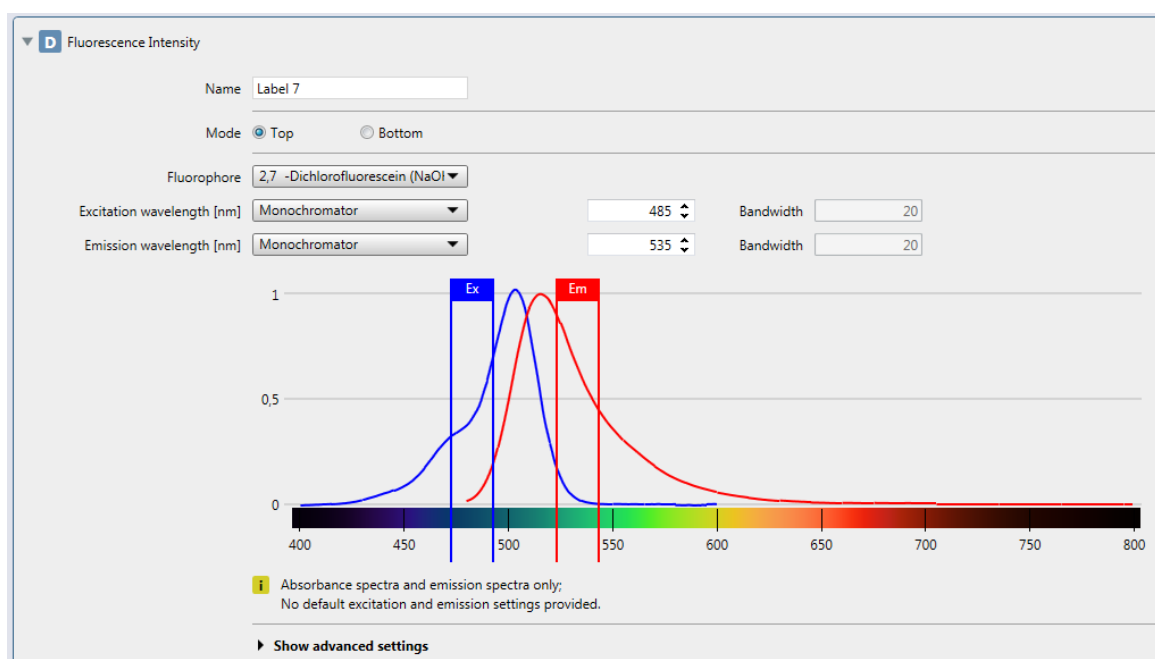 D Fluorescence Intensity
Name Label 7
Mode Top Bottom
Fluorophore 2,7 -Dichlorofluorescein (NaOH
Excitation wavelength [nm] Monochromator 485 Bandwidth 20
Emission wavelength [nm] Monochromator 535 Bandwidth 20
Ex Em
1
0,5
0
400 450 500 550 600 650 700 750 800
i Absorbance spectra and emission spectra only;
No default excitation and emission settings provided.
Show advanced settings